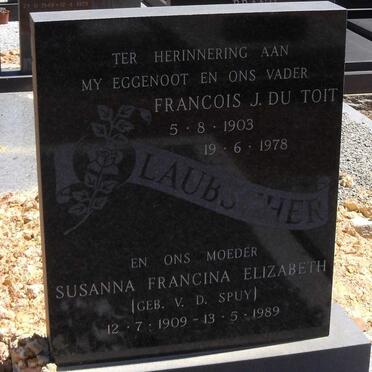 TER HERINNERING AAN
MY EGGENOOT EN ONS VADER
FRANCOIS J. DU TOIT
5 · 8 · 1903
19 · 6 · 1978
LAUBSCHER
EN ONS MOEDER
SUSANNA FRANCINA ELIZABETH
(GEB. V. D. SPUY)
12 · 7 · 1909 - 13 · 5 · 1989